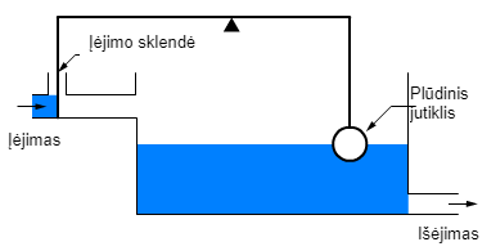 Įėjimo sklendė
Plūdinis
jutiklis
Įėjimas
Išėjimas